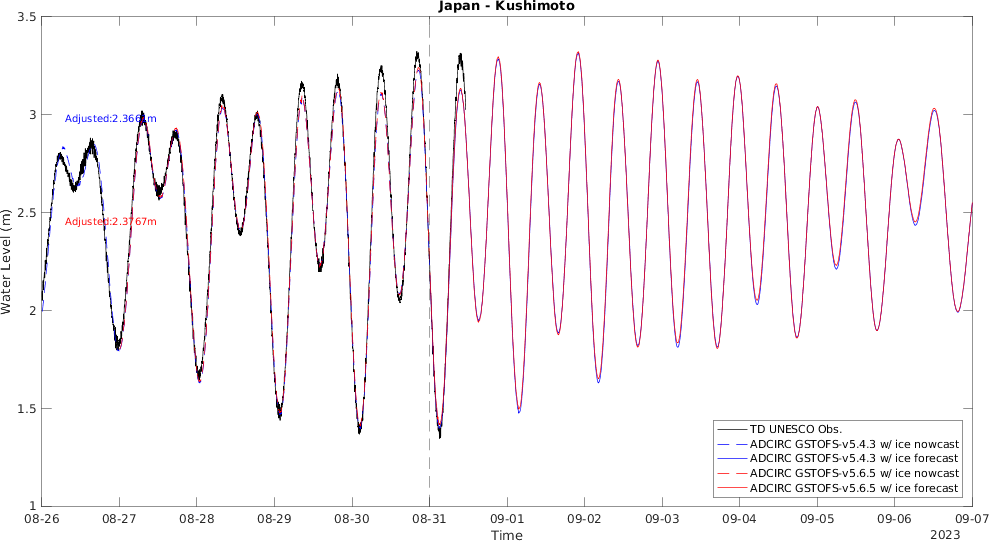 Japan - Kushimoto
3.5
3
2.5
2
1.5
1
Water Level (m)
Adjusted:2.3767m
TD UNESCO Obs.
ADCIRC GSTOFS-v5.4.3 w/ ice nowcast
ADCIRC GSTOFS-v5.4.3 w/ ice forecast
ADCIRC GSTOFS-v5.6.5 w/ ice nowcast
ADCIRC GSTOFS-v5.6.5 w/ ice forecast
08-26 08-27 08-28 08-29 08-30 08-31 09-01 09-02 09-03 09-04 09-05 09-06 09-07
Time
2023